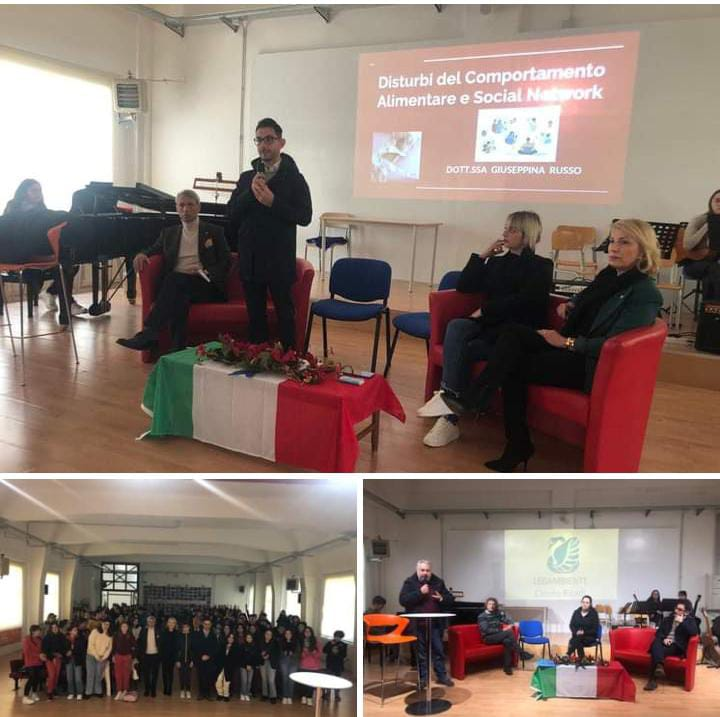 Disturbi del Comportamento
Alimentare e Social Network
DOTT.SSA GIUSEPPINA RUSSO
LEGAMBIENTE